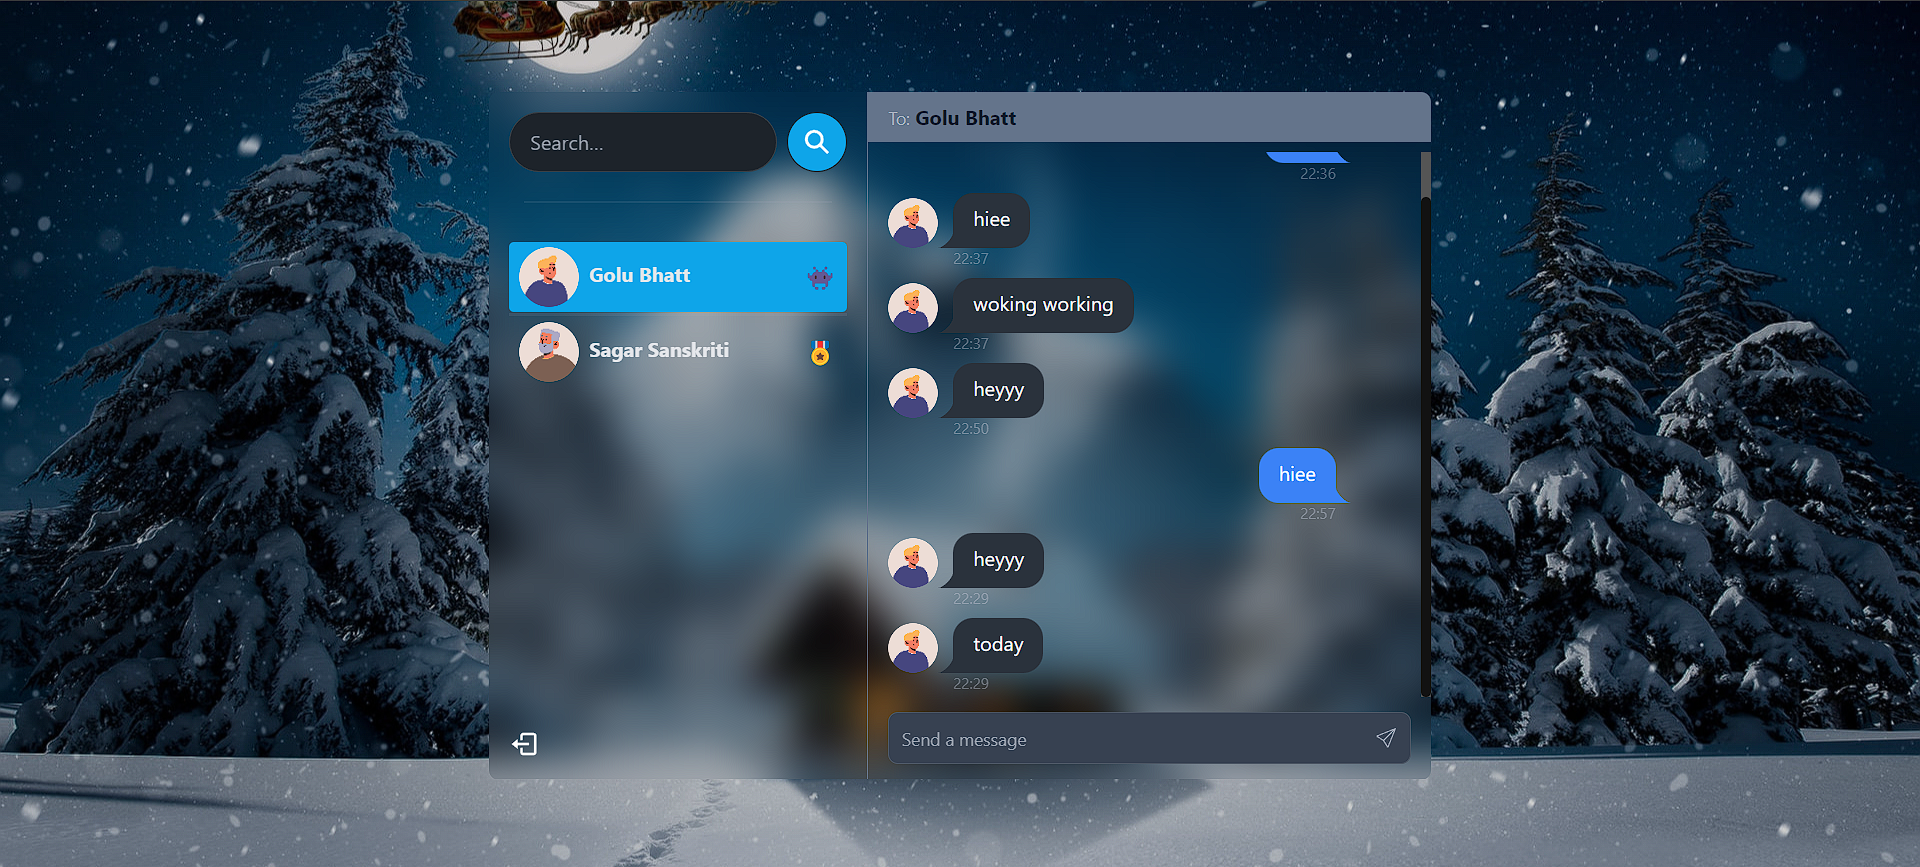 Search...
Golu Bhatt
Sagar Sanskriti
To: Golu Bhatt
22:36
hiee
22:37
woking working
22:37
heyyy
22:50
hiee
22:57
heyyy
22:29
today
22:29
Send a message